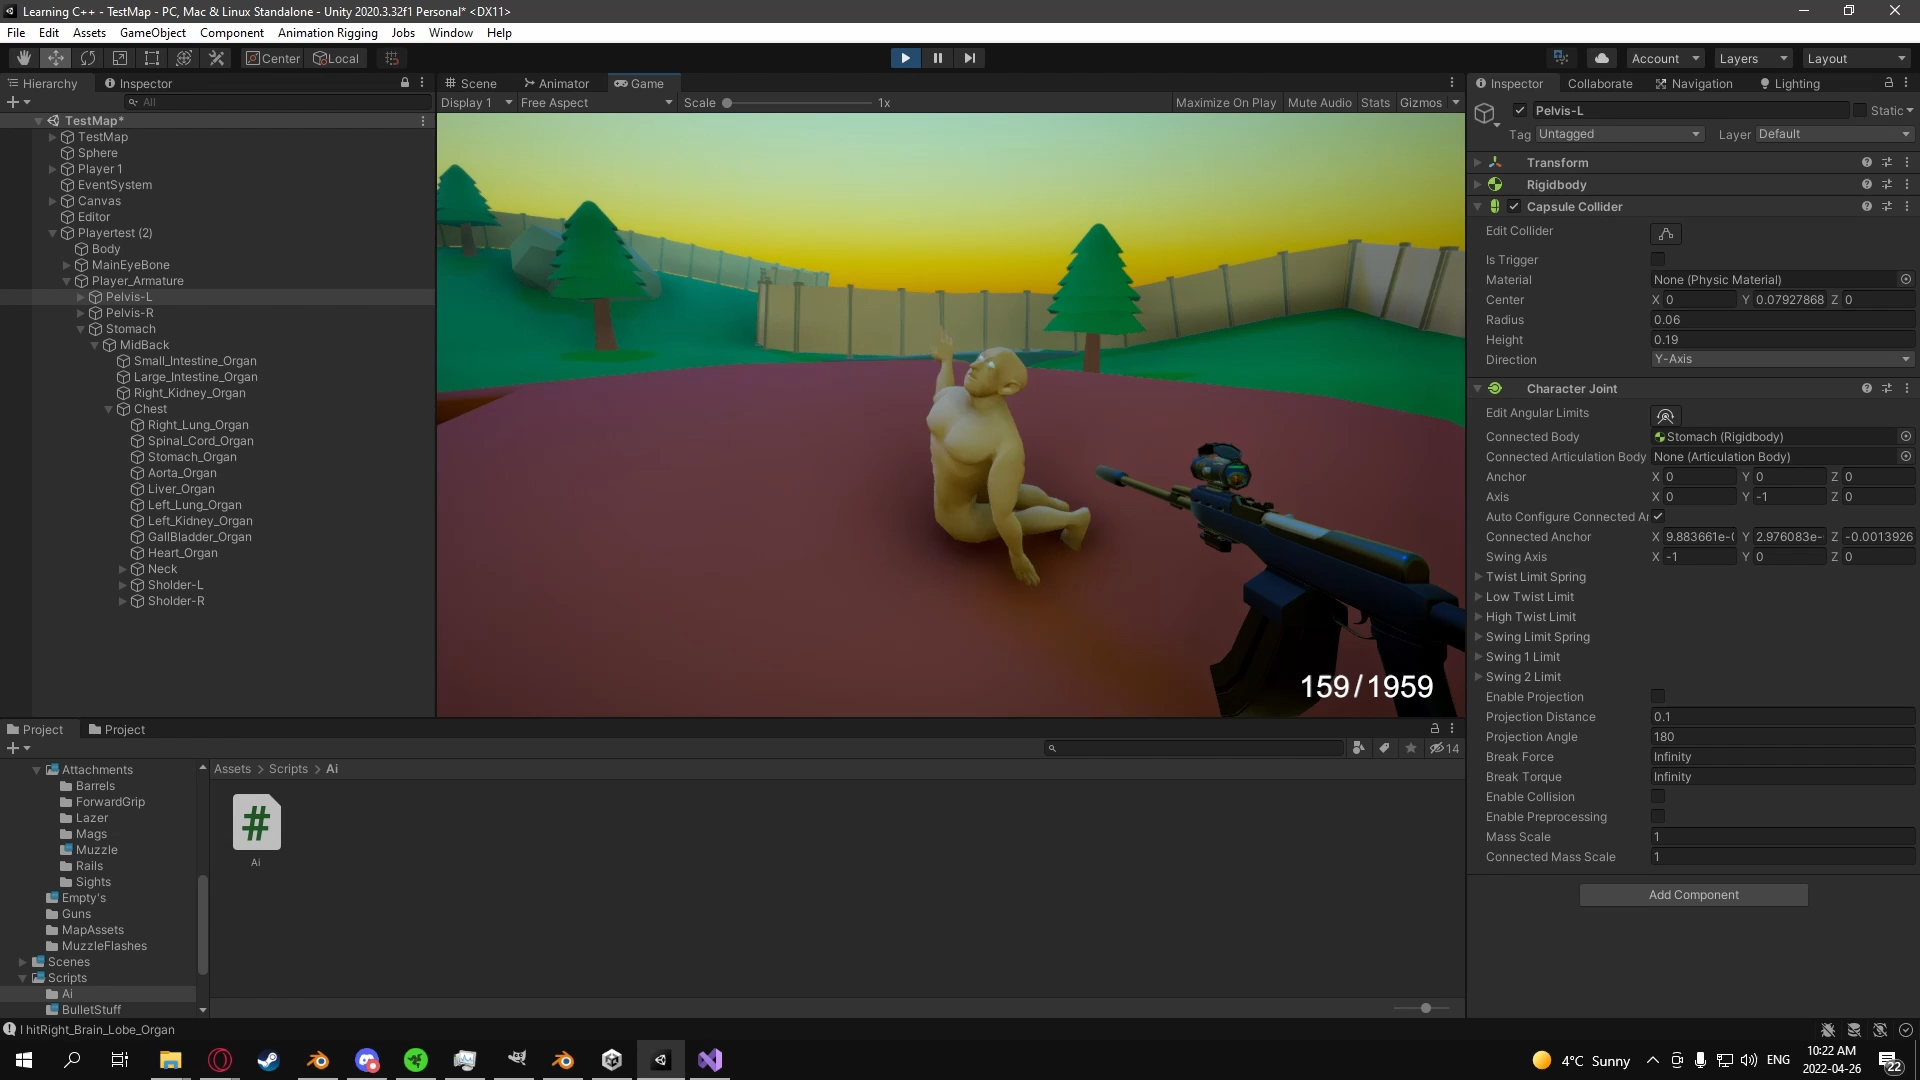 Learning C++ - TestMap - PC, Mac & Linux Standalone - Unity 2020.3.32f1 Personal* <DX11>
File Edit Assets GameObject Component Animation Rigging Jobs Window Help
Center Local Account Layers Layout
Hierarchy Inspector
All
TestMap*
TestMap
Sphere
Player 1
EventSystem
Canvas
Editor
Playertest (2)
Body
MainEyeBone
Player_Armature
Pelvis-L
Pelvis-R
Stomach
MidBack
Small_Intestine_Organ
Large_Intestine_Organ
Right_Kidney_Organ
Chest
Right_Lung_Organ
Spinal_Cord_Organ
Stomach_Organ
Aorta_Organ
Liver_Organ
Left_Lung_Organ
Left_Kidney_Organ
GallBladder_Organ
Heart_Organ
Neck
Sholder-L
Sholder-R
Scene Animator Game
Display 1 Free Aspect Scale 1x Maximize On Play Mute Audio Stats Gizmos
159/1959
Inspector Collaborate Navigation Lighting
Pelvis-L Static
Tag Untagged Layer Default
Transform
Rigidbody
Capsule Collider
Edit Collider
Is Trigger
Material None (Physic Material)
Center X 0 Y 0.07927868 Z 0
Radius 0.06
Height 0.19
Direction Y-Axis
Character Joint
Edit Angular Limits
Connected Body Stomach (Rigidbody)
Connected Articulation Body None (Articulation Body)
Anchor X 0 Y 0 Z 0
Axis X 0 Y -1 Z 0
Auto Configure Connected Ar
Connected Anchor X 9.883661e-0 Y 2.976083e- Z -0.0013926
Swing Axis X -1 Y 0 Z 0
Twist Limit Spring
Low Twist Limit
High Twist Limit
Swing Limit Spring
Swing 1 Limit
Swing 2 Limit
Enable Projection
Projection Distance 0.1
Projection Angle 180
Break Force Infinity
Break Torque Infinity
Enable Collision
Enable Preprocessing
Mass Scale 1
Connected Mass Scale 1
Add Component
Project Project
14
Attachments
Barrels
ForwardGrip
Lazer
Mags
Muzzle
Rails
Sights
Empty's
Guns
MapAssets
MuzzleFlashes
Scenes
Scripts
Ai
BulletStuff
Assets > Scripts > Ai
#
Ai
I hitRight_Brain_Lobe_Organ
4°C Sunny ENG 10:22 AM
2022-04-26
22